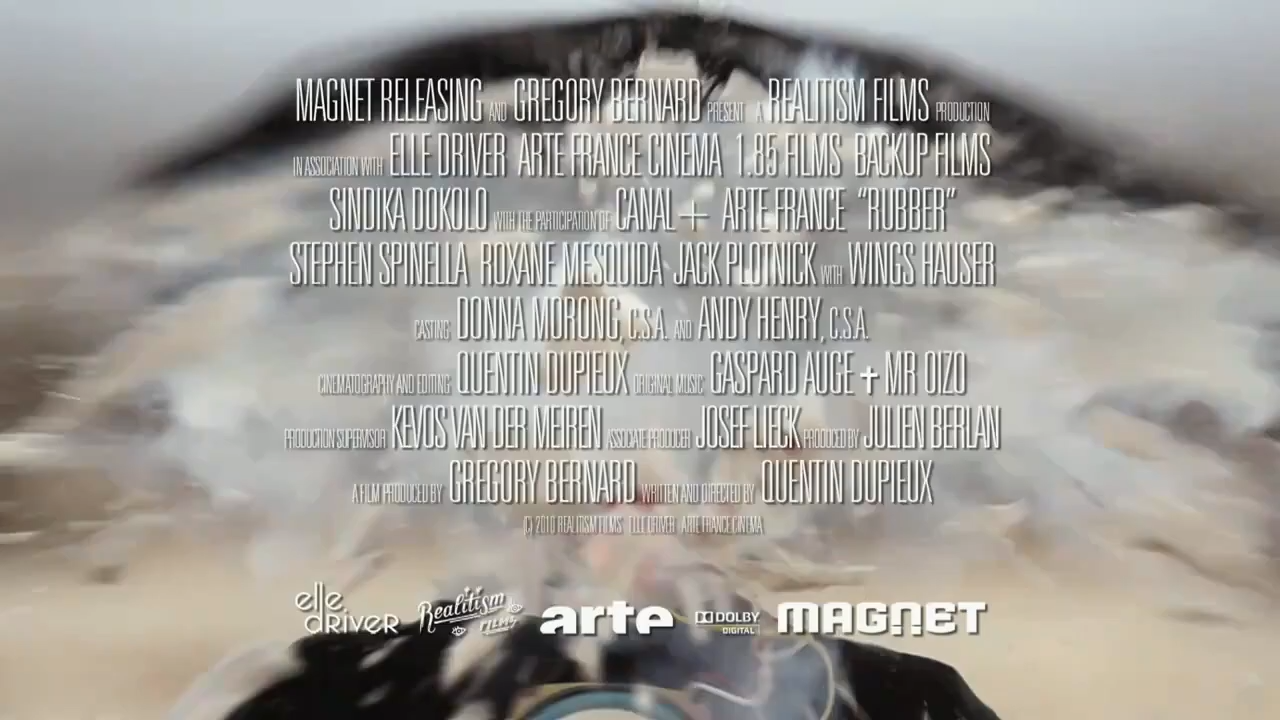 MAGNET RELEASING AND GREGORY BERNARD PRESENT A REALITISM FILMS PRODUCTION
IN ASSOCIATION WITH ELLE DRIVER ARTE FRANCE CINEMA 1.85 FILMS BACKUP FILMS
SINDIKA DOKOLO WITH THE PARTICIPATION OF CANAL+ ARTE FRANCE "RUBBER"
STEPHEN SPINELLA ROXANE MESQUIDA JACK PLOTNICK WITH WINGS HAUSER
CASTING DONNA MORONG, C.S.A. AND ANDY HENRY, C.S.A.
CINEMATOGRAPHY AND EDITING QUENTIN DUPIEUX ORIGINAL MUSIC GASPARD AUGE + MR OIZO
PRODUCTION SUPERVISOR KEVOS VAN DER MEIREN ASSOCIATE PRODUCER JOSEF LIECK PRODUCED BY JULIEN BERLAN
A FILM PRODUCED BY GREGORY BERNARD WRITTEN AND DIRECTED BY QUENTIN DUPIEUX
(C) 2010 REALITISM FILMS ELLE DRIVER ARTE FRANCE CINEMA
elle driver Realitism FILMS arte DOLBY DIGITAL MAGNET